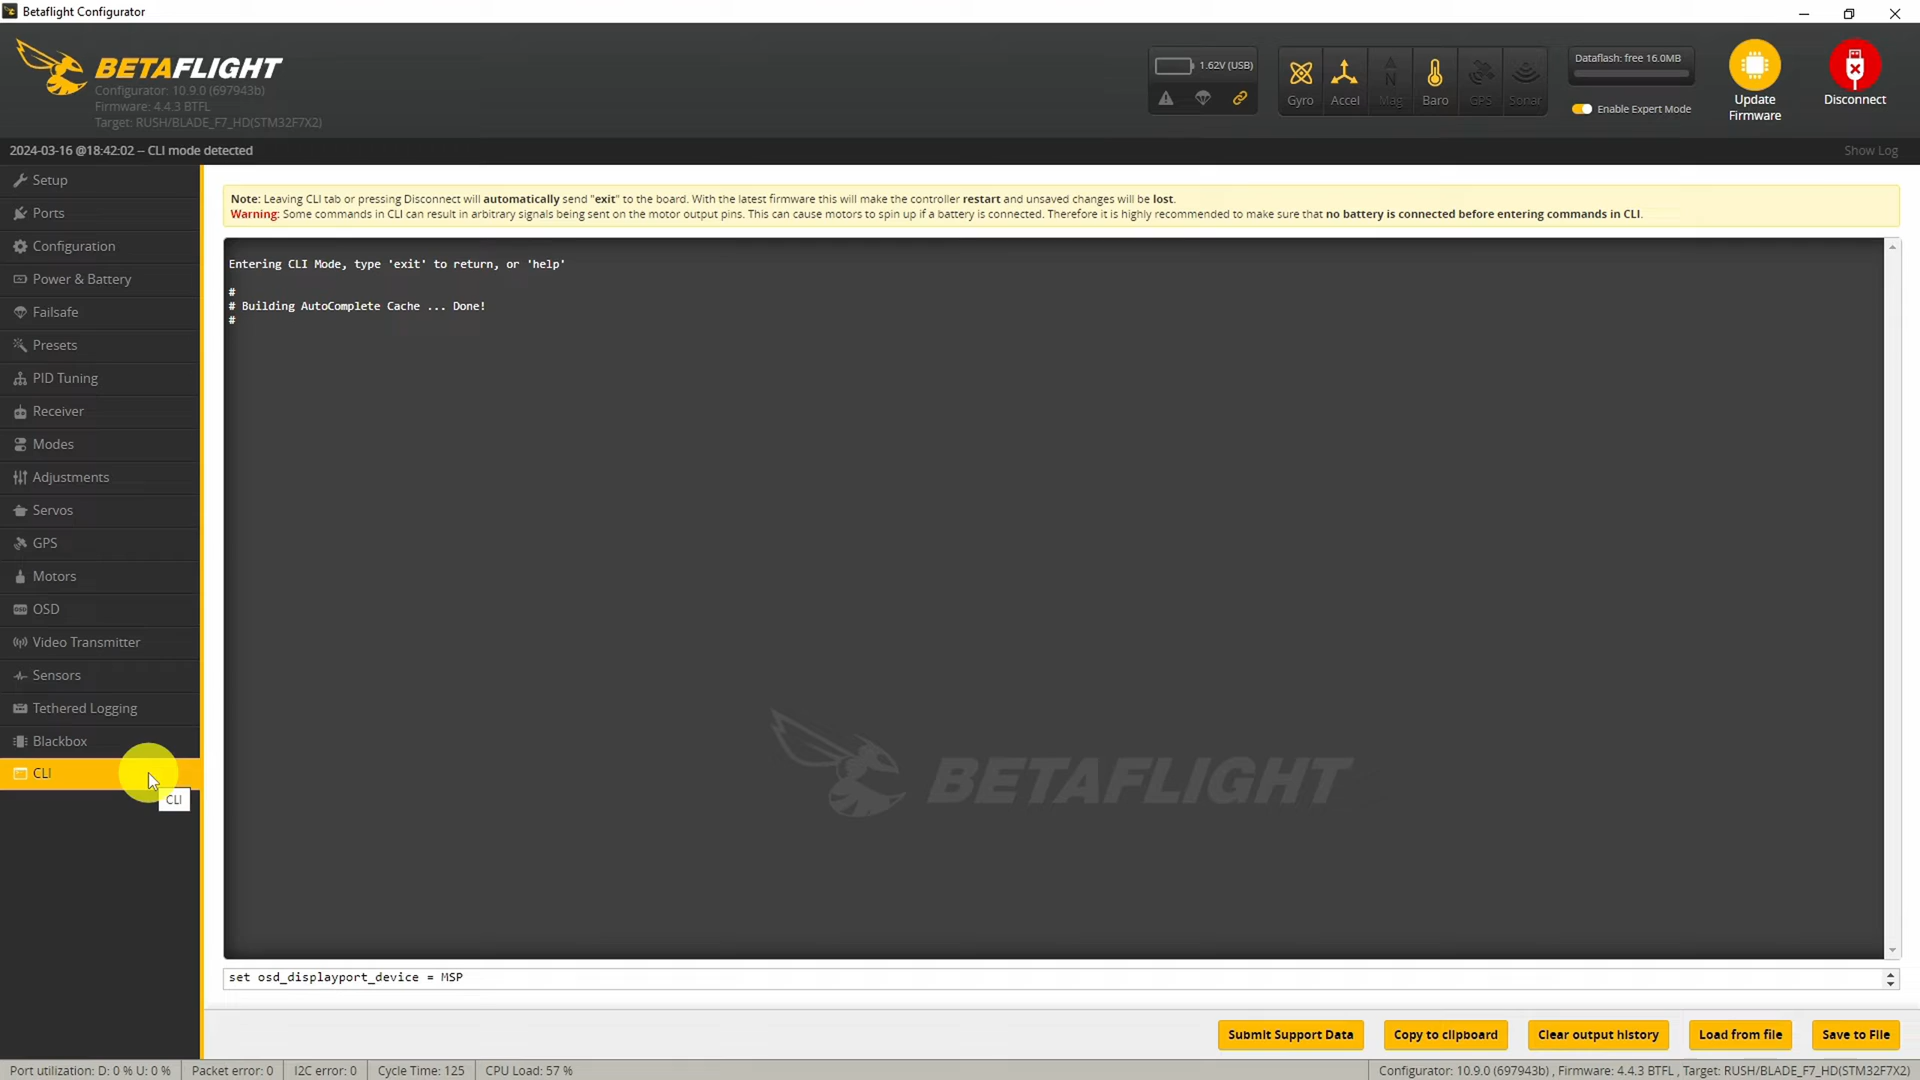 Betaflight Configurator
BETAFLIGHT
Configurator: 10.9.0 (697943b)
Firmware: 4.4.3 BTFL
Target: RUSH/BLADE_F7_HD(STM32F7X2)
1.62V (USB)
Gyro
Accel
Mag
Baro
GPS
Sonar
Dataflash: free 16.0MB
Enable Expert Mode
Update
Firmware
Disconnect
2024-03-16 @18:42:02 -- CLI mode detected
Show Log
Setup
Ports
Configuration
Power & Battery
Failsafe
Presets
PID Tuning
Receiver
Modes
Adjustments
Servos
GPS
Motors
OSD
Video Transmitter
Sensors
Tethered Logging
Blackbox
CLI
CLI
Note: Leaving CLI tab or pressing Disconnect will automatically send "exit" to the board. With the latest firmware this will make the controller restart and unsaved changes will be lost.
Warning: Some commands in CLI can result in arbitrary signals being sent on the motor output pins. This can cause motors to spin up if a battery is connected. Therefore it is highly recommended to make sure that no battery is connected before entering commands in CLI.
Entering CLI Mode, type 'exit' to return, or 'help'
#
# Building AutoComplete Cache ... Done!
#
BETAFLIGHT
set osd_displayport_device = MSP
Submit Support Data
Copy to clipboard
Clear output history
Load from file
Save to File
Port utilization: D: 0 % U: 0 %
Packet error: 0
I2C error: 0
Cycle Time: 125
CPU Load: 57 %
Configurator: 10.9.0 (697943b) , Firmware: 4.4.3 BTFL , Target: RUSH/BLADE_F7_HD(STM32F7X2)